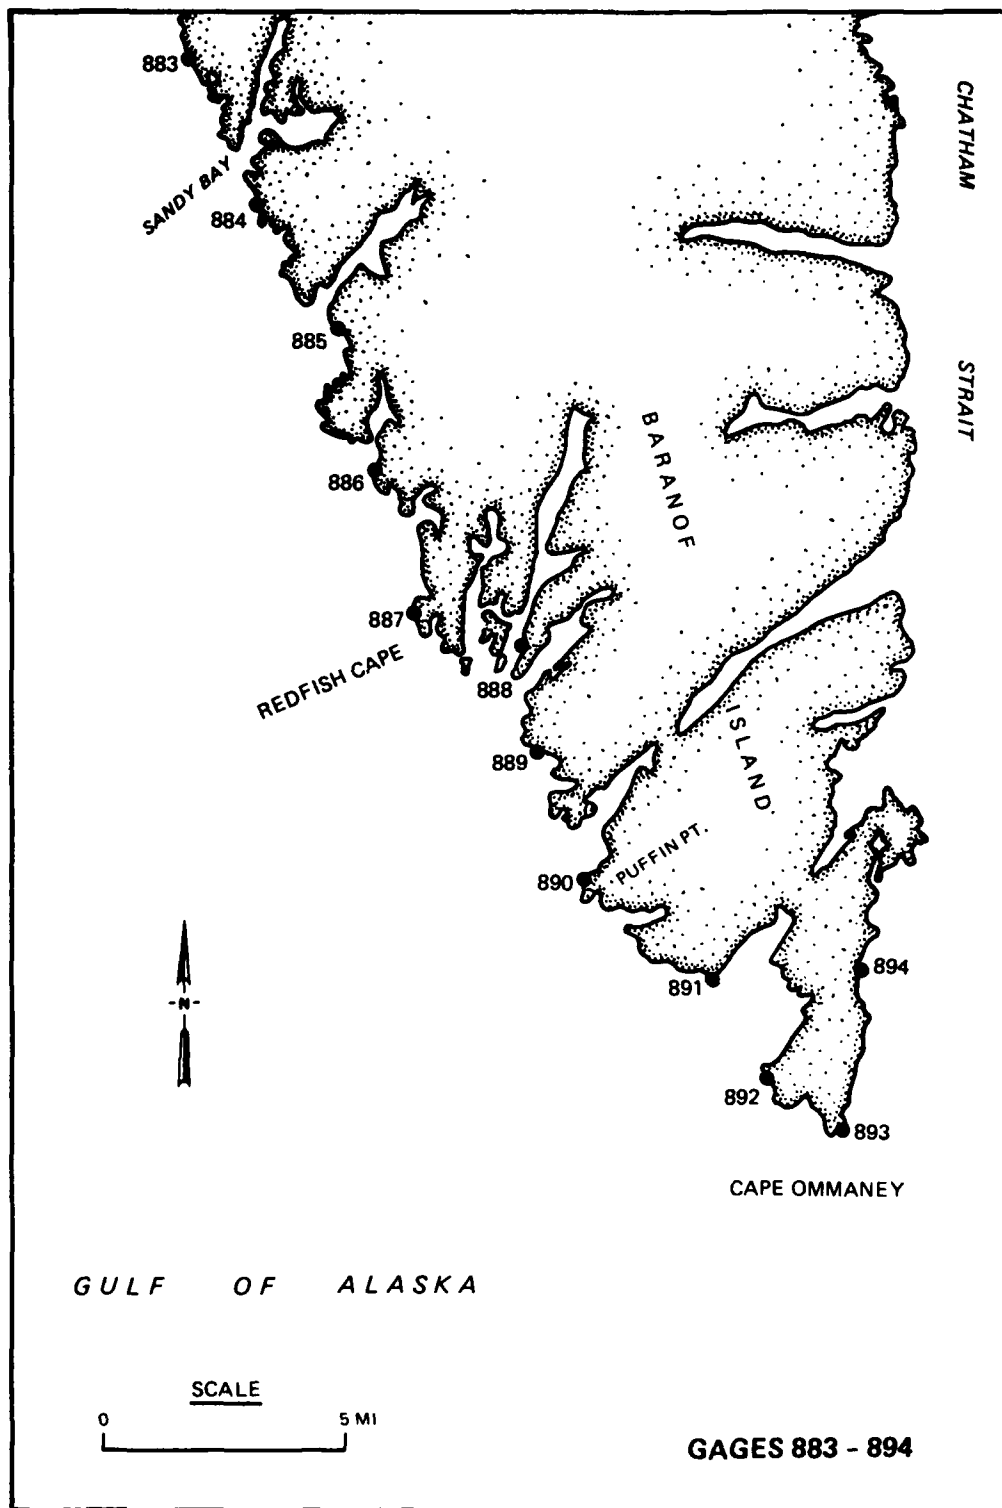 883
CHATHAM
SANDY BAY
884
885
STRAIT
BARANOF
886
887
REDFISH CAPE
888
ISLAND
889
PUFFIN PT.
890
891
894
-N-
892
893
CAPE OMMANEY
GULF OF ALASKA
SCALE
0 5 MI
GAGES 883 - 894